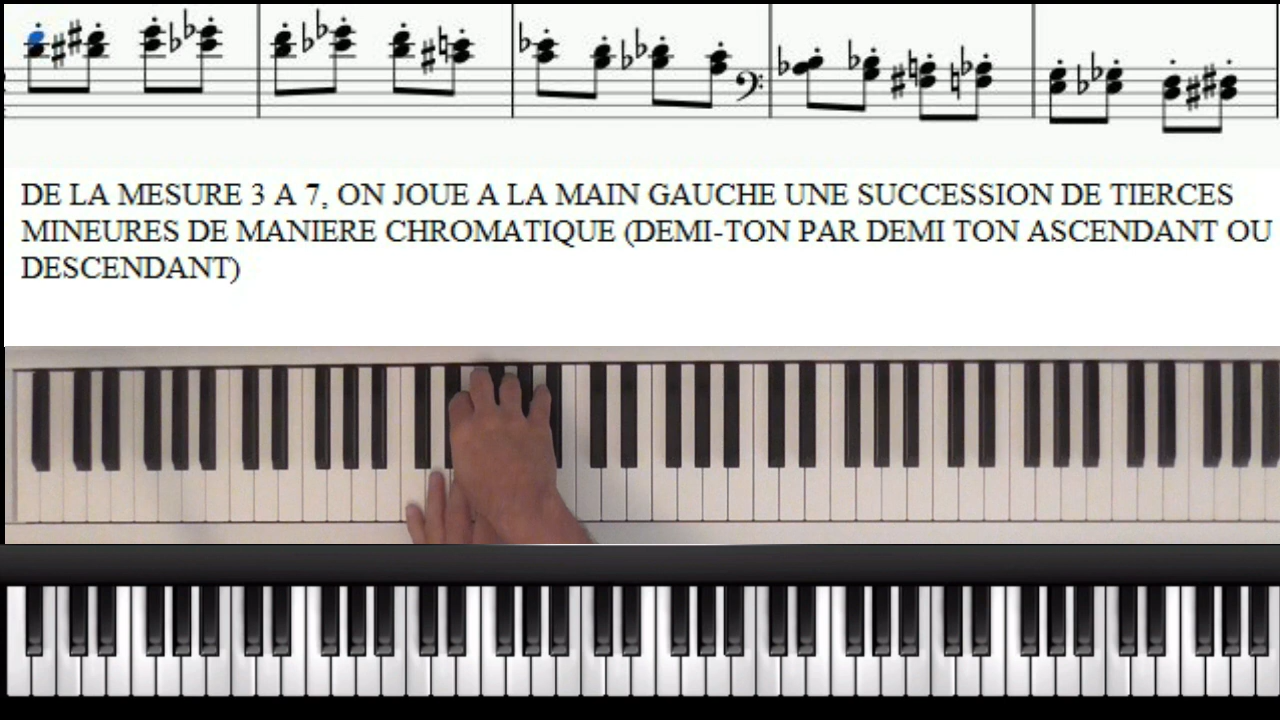 DE LA MESURE 3 A 7, ON JOUE A LA MAIN GAUCHE UNE SUCCESSION DE TIERCES
MINEURES DE MANIERE CHROMATIQUE (DEMI-TON PAR DEMI TON ASCENDANT OU
DESCENDANT)